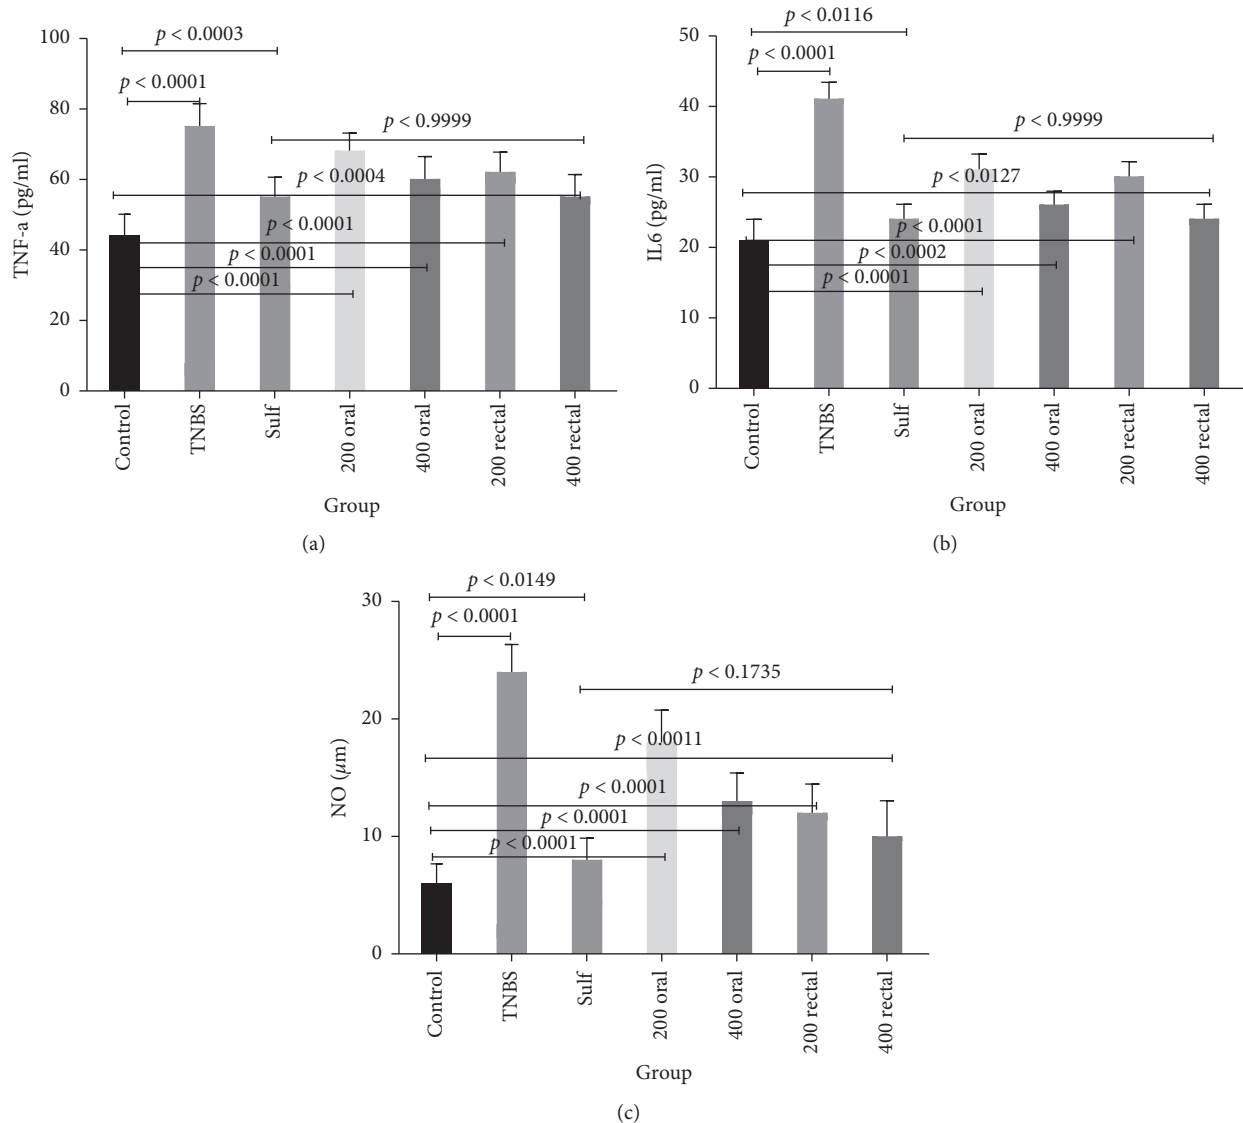 p < 0.0003
100
p < 0.0001
80
p < 0.9999
TNF-a (pg/ml)
60
p < 0.0004
p < 0.0001
40
p < 0.0001
p < 0.0001
20
0
Control
TNBS
Sulf
200 oral
400 oral
200 rectal
400 rectal
Group
(a)
p < 0.0116
50
p < 0.0001
40
p < 0.9999
IL6 (pg/ml)
30
p < 0.0127
p < 0.0001
20
p < 0.0002
p < 0.0001
10
0
Control
TNBS
Sulf
200 oral
400 oral
200 rectal
400 rectal
Group
(b)
p < 0.0149
30
p < 0.0001
p < 0.1735
20
p < 0.0011
NO (μm)
p < 0.0001
p < 0.0001
10
p < 0.0001
0
Control
TNBS
Sulf
200 oral
400 oral
200 rectal
400 rectal
Group
(c)